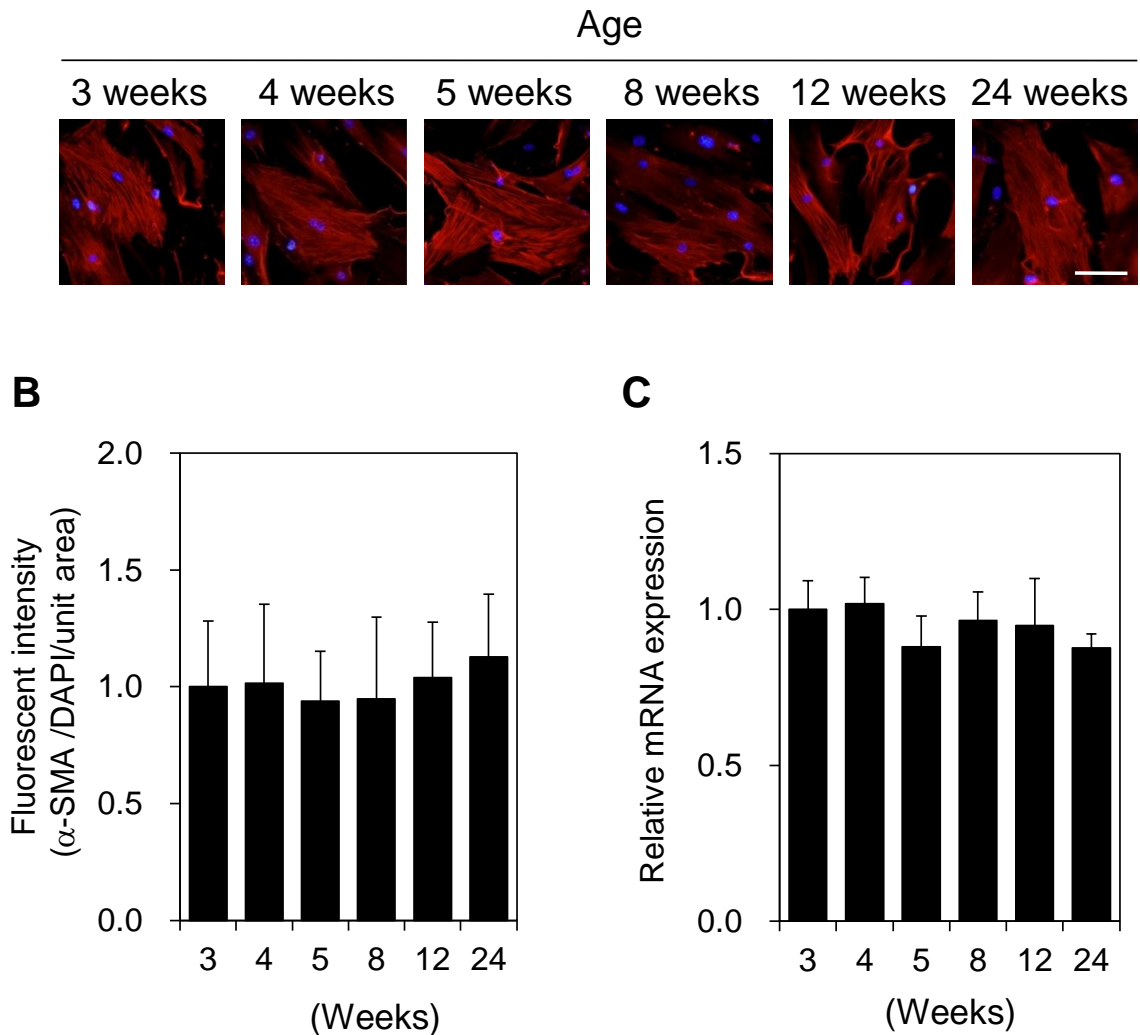 Age
3 weeks 4 weeks 5 weeks 8 weeks 12 weeks 24 weeks
B
Fluorescent intensity
(α-SMA /DAPI/unit area)
2.0
1.5
1.0
0.5
0.0
3 4 5 8 12 24
(Weeks)
C
Relative mRNA expression
1.5
1.0
0.5
0.0
3 4 5 8 12 24
(Weeks)